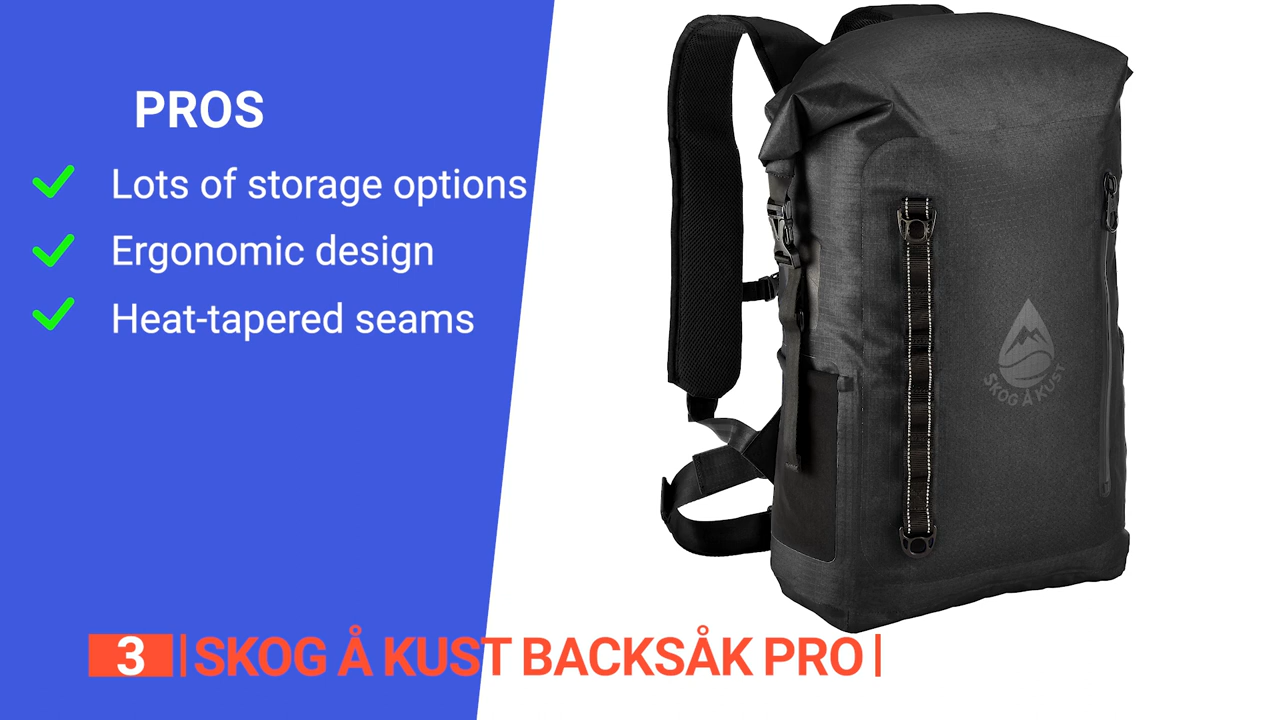 PROS
Lots of storage options
Ergonomic design
Heat-tapered seams
SKOG Å KUST
3 | SKOG Å KUST BACKSÅK PRO |